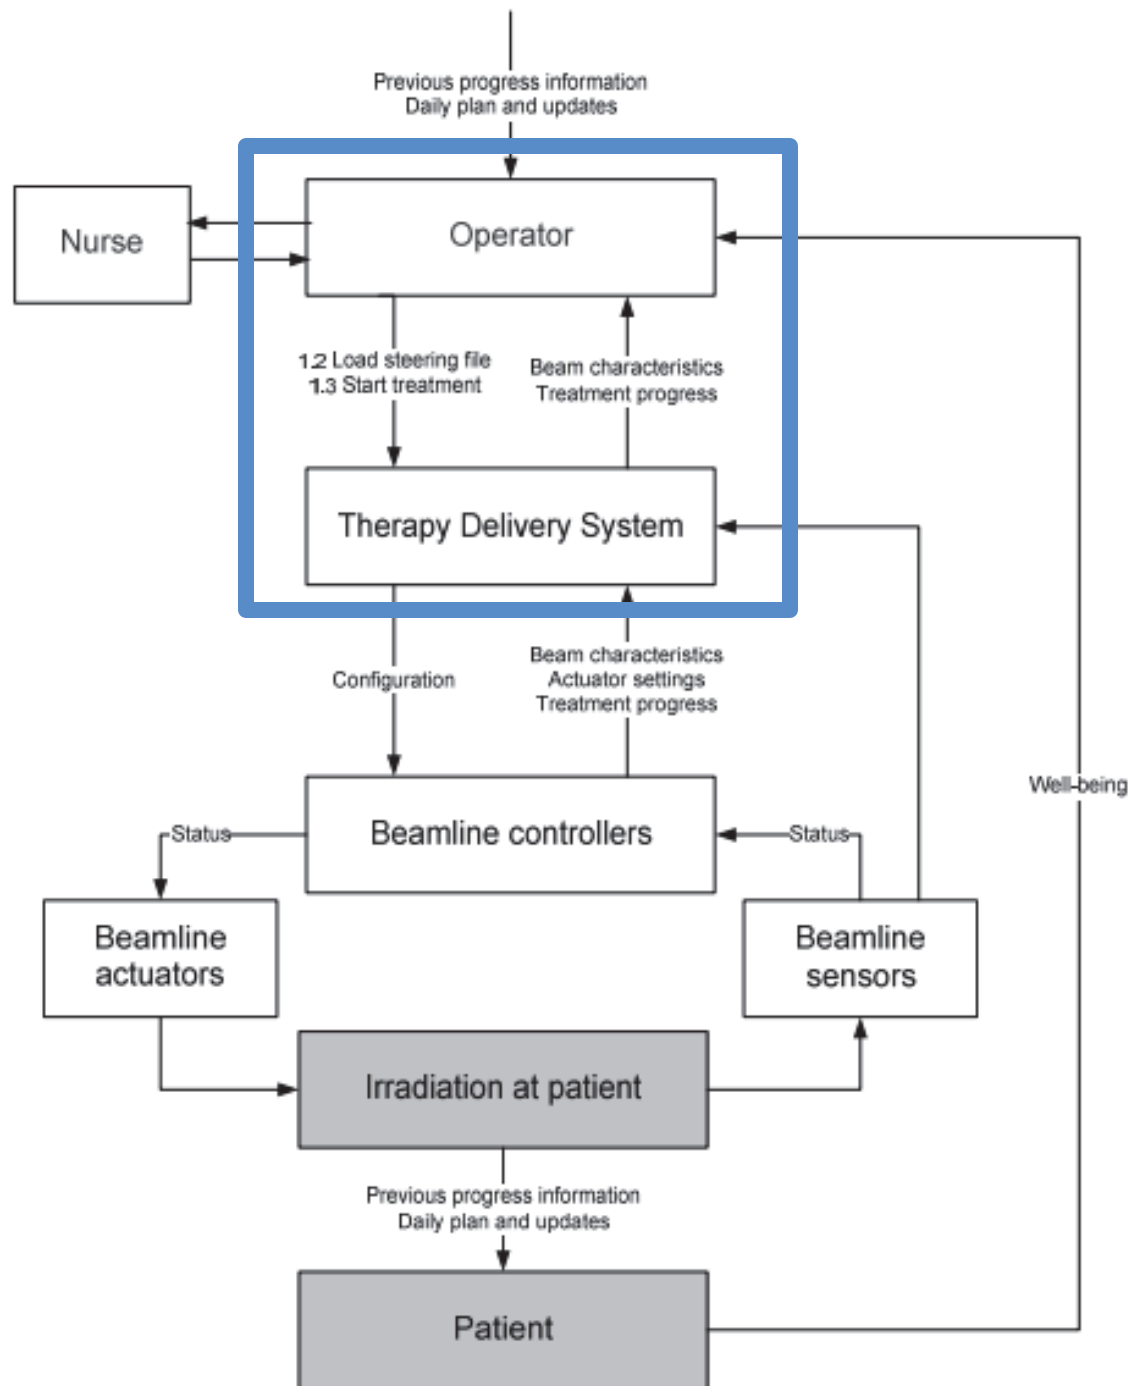 Previous progress information
Daily plan and updates
Nurse
Operator
1.2 Load steering file
1.3 Start treatment
Beam characteristics
Treatment progress
Therapy Delivery System
Configuration
Beam characteristics
Actuator settings
Treatment progress
Well-being
Status
Beamline controllers
Status
Beamline
actuators
Beamline
sensors
Irradiation at patient
Previous progress information
Daily plan and updates
Patient